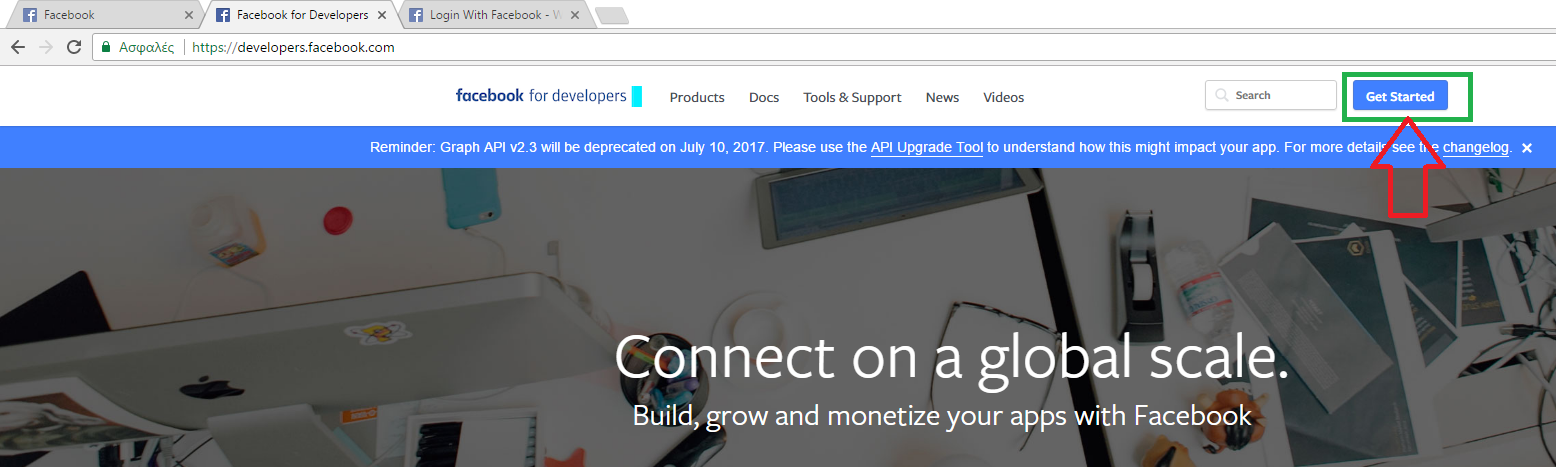 Facebook
Facebook for Developers
Login With Facebook - W
Ασφαλές https://developers.facebook.com
facebook for developers Products Docs Tools & Support News Videos Search Get Started
Reminder: Graph API v2.3 will be deprecated on July 10, 2017. Please use the API Upgrade Tool to understand how this might impact your app. For more details see the changelog.
Connect on a global scale.
Build, grow and monetize your apps with Facebook